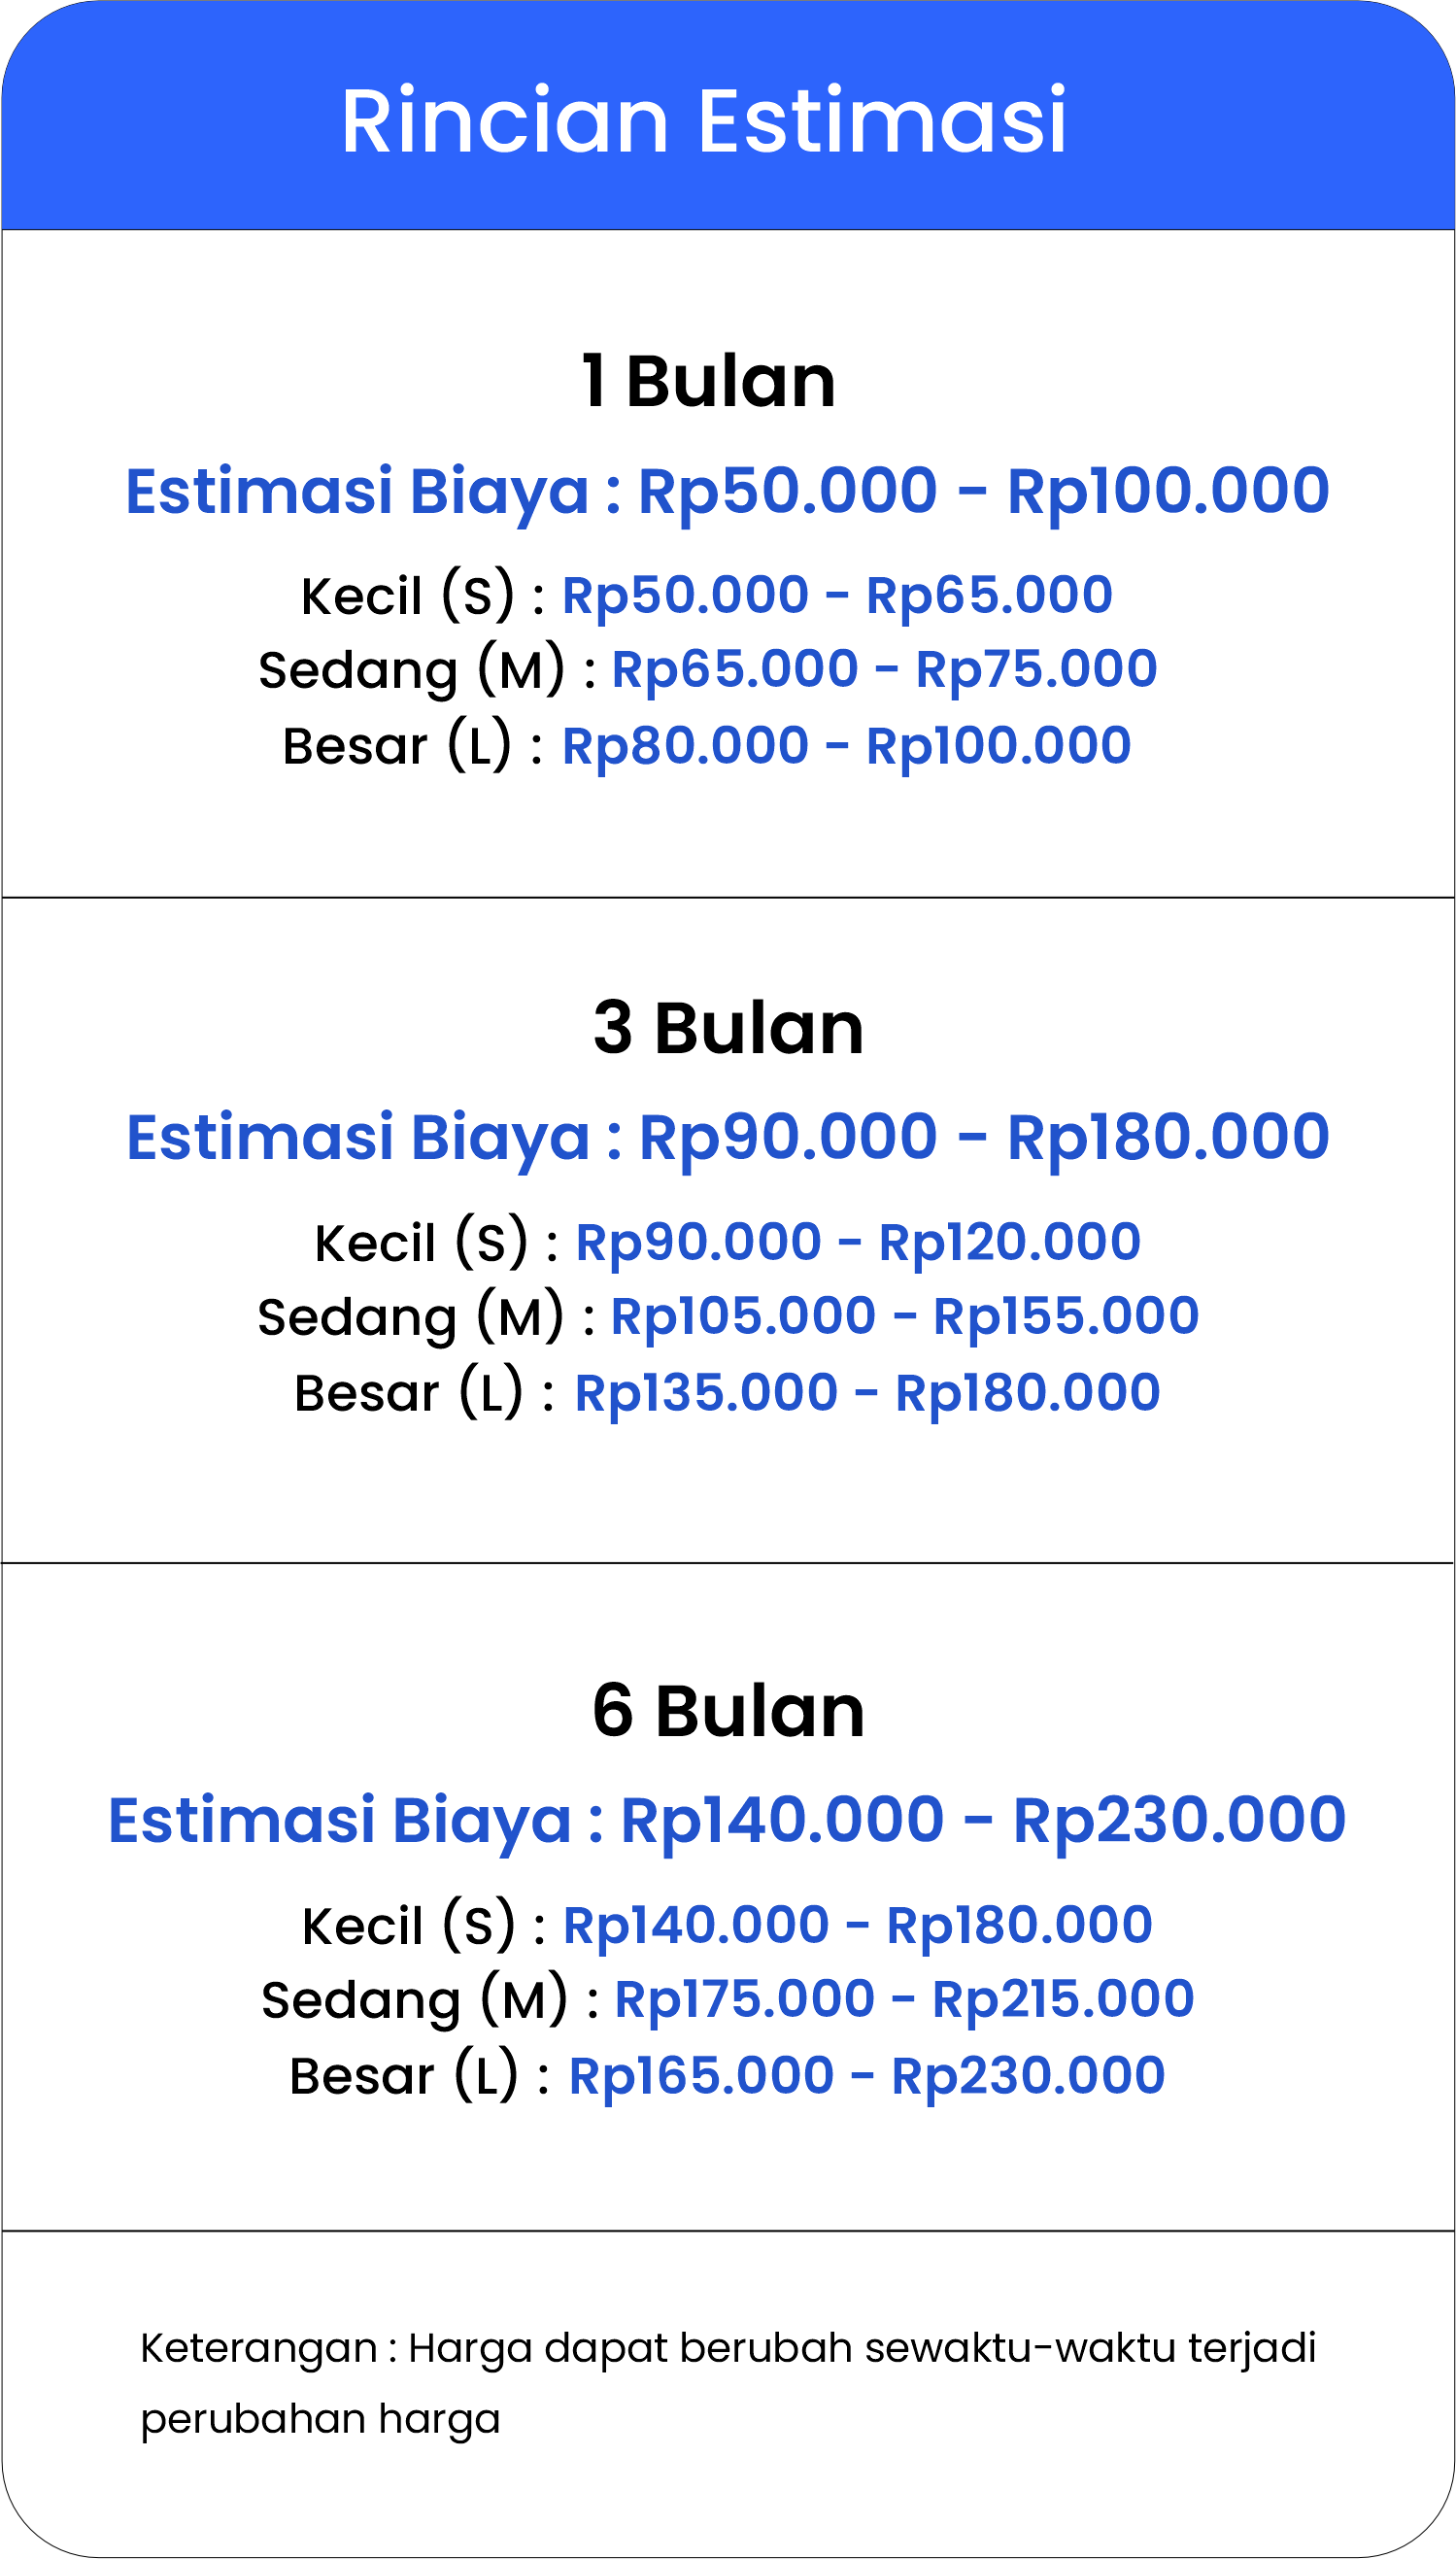 Rincian Estimasi
1 Bulan
Estimasi Biaya : Rp50.000 - Rp100.000
Kecil (S) : Rp50.000 - Rp65.000
Sedang (M) : Rp65.000 - Rp75.000
Besar (L) : Rp80.000 - Rp100.000
3 Bulan
Estimasi Biaya : Rp90.000 - Rp180.000
Kecil (S) : Rp90.000 - Rp120.000
Sedang (M) : Rp105.000 - Rp155.000
Besar (L) : Rp135.000 - Rp180.000
6 Bulan
Estimasi Biaya : Rp140.000 - Rp230.000
Kecil (S) : Rp140.000 - Rp180.000
Sedang (M) : Rp175.000 - Rp215.000
Besar (L) : Rp165.000 - Rp230.000
Keterangan : Harga dapat berubah sewaktu-waktu terjadi
perubahan harga